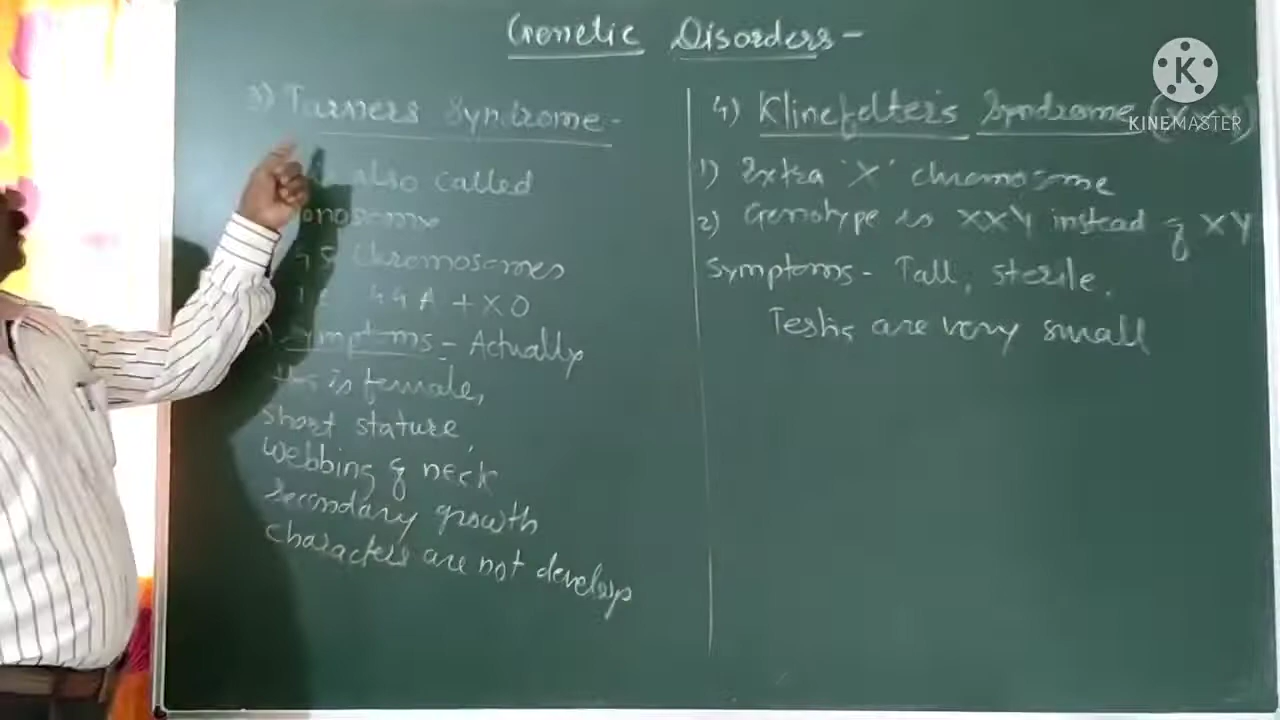 Genetic Disorders -
3) Turners Syndrome -
also called
Chromosomes
44A + XO
Symptoms - Actually
is female,
Short stature,
Webbing of neck
Secondary growth
Characters are not develop
4) Klinefelter's Syndrome
1) Extra 'X' chromosome
2) Genotype is XXY instead of XY
Symptoms - Tall, sterile.
Testis are very small
K
KINEMASTER